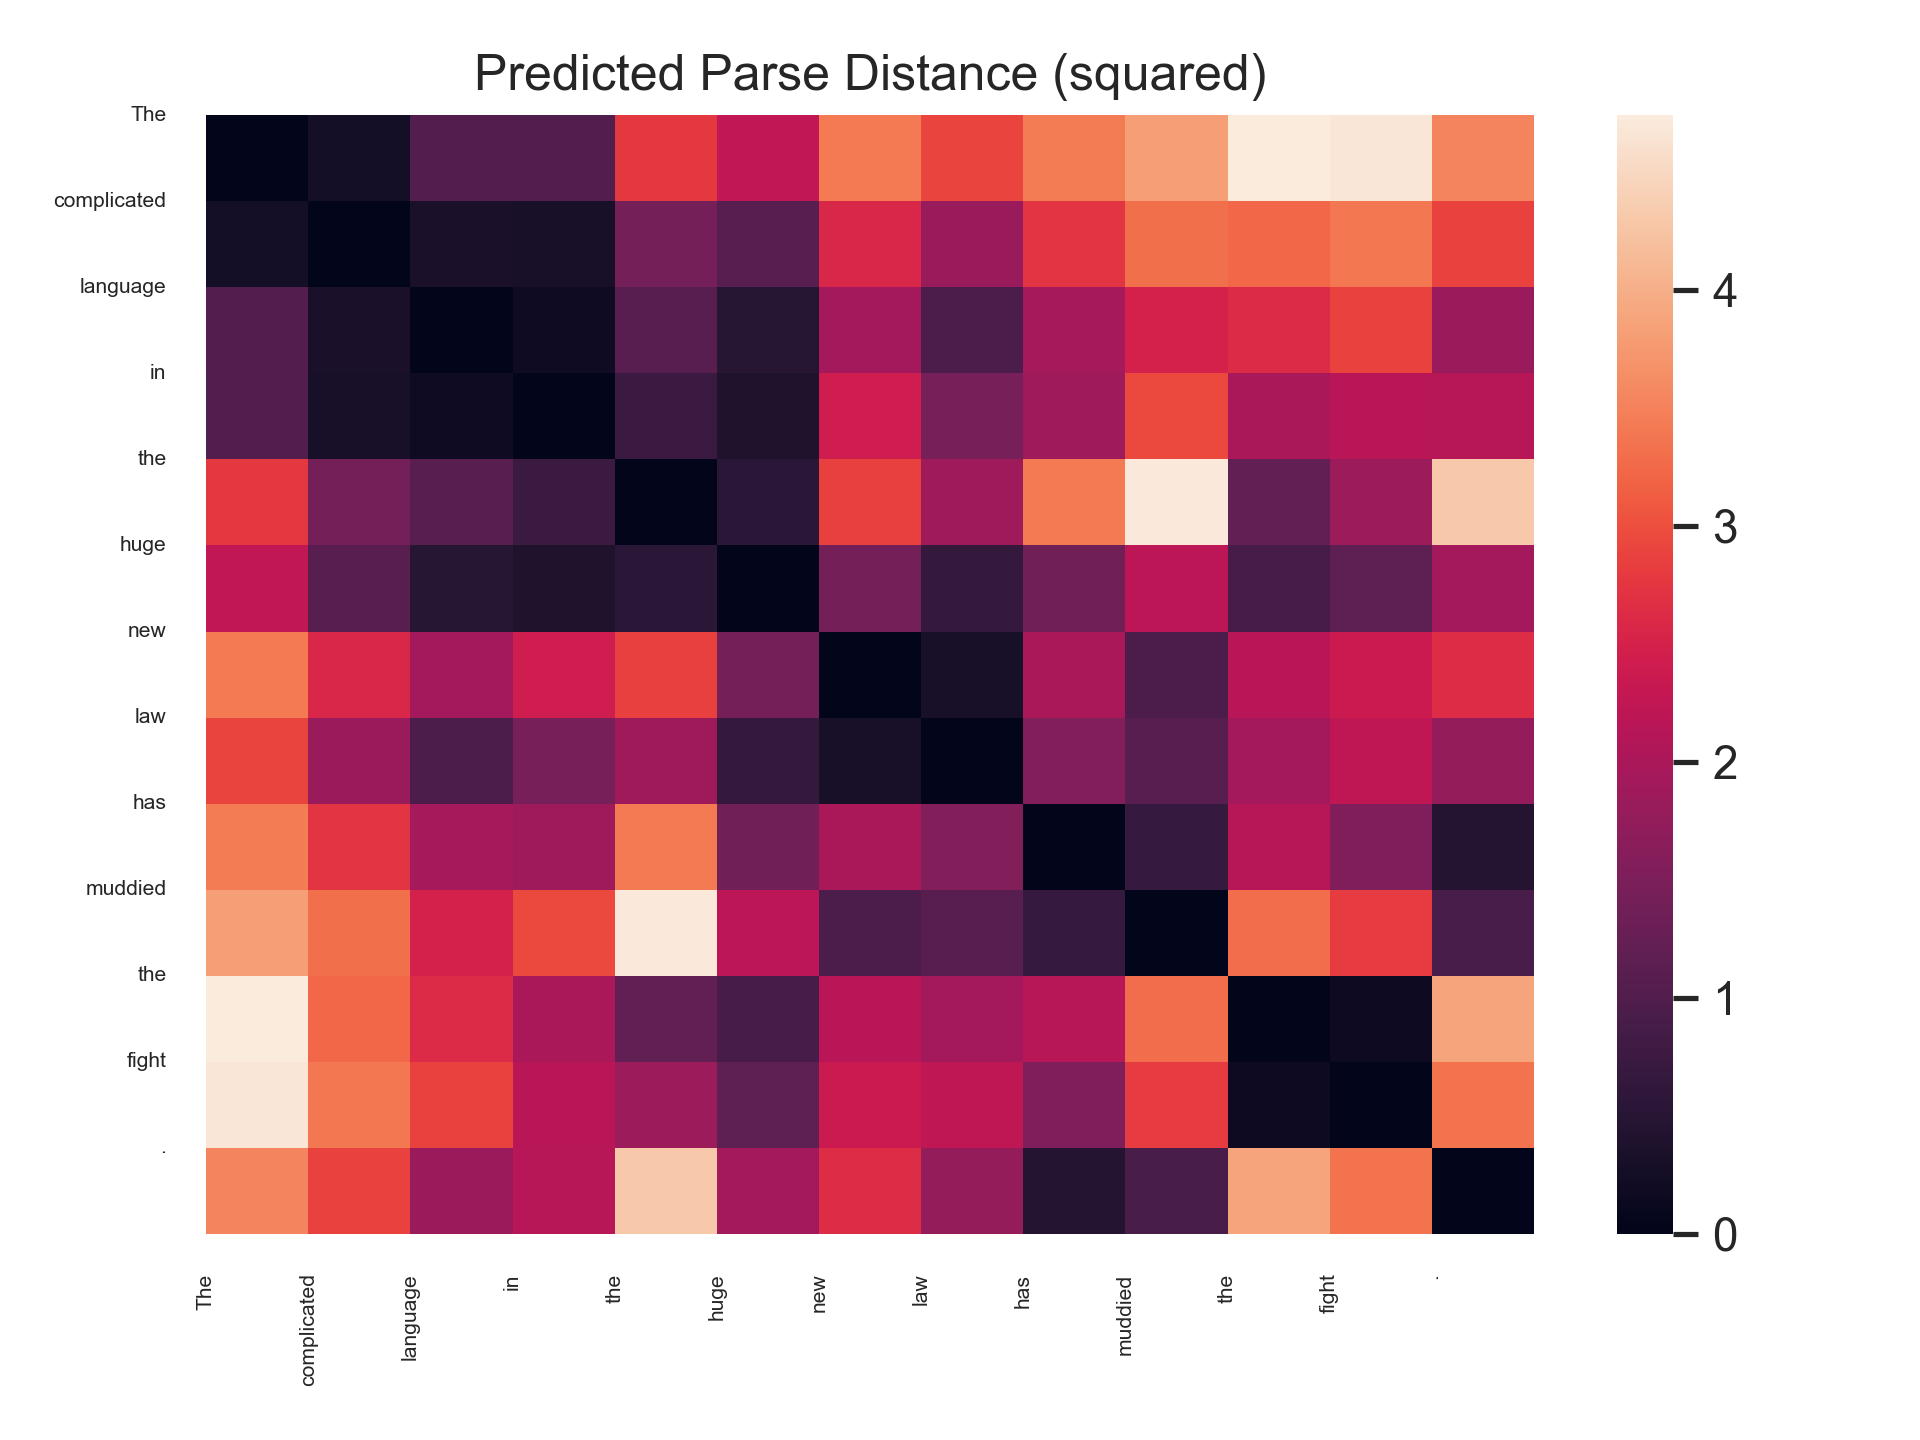 Predicted Parse Distance (squared)
The
complicated
language
in
the
huge
new
law
has
muddied
the
fight
.
4
3
2
1
0
The
complicated
language
in
the
huge
new
law
has
muddied
the
fight
.